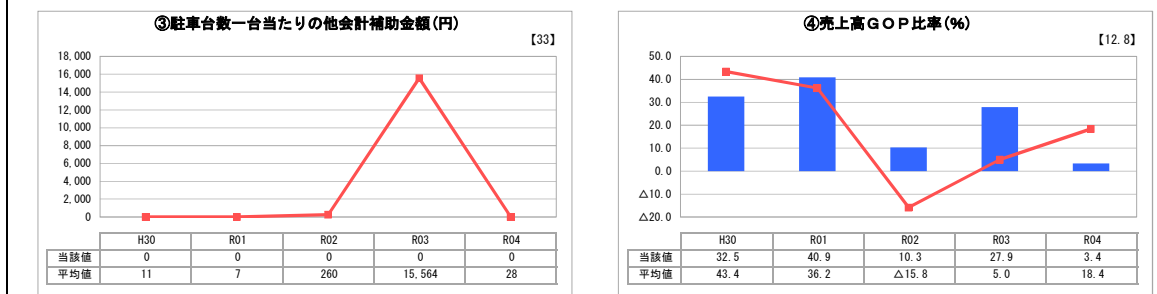 ③駐車台数一台当たりの他会計補助金額(円)
【33】
18,000
16,000
14,000
12,000
10,000
8,000
6,000
4,000
2,000
0
H30 R01 R02 R03 R04
当該値 0 0 0 0 0
平均値 11 7 260 15,564 28
④売上高GOP比率(%)
【12.8】
50.0
40.0
30.0
20.0
10.0
0.0
△10.0
△20.0
H30 R01 R02 R03 R04
当該値 32.5 40.9 10.3 27.9 3.4
平均値 43.4 36.2 △15.8 5.0 18.4